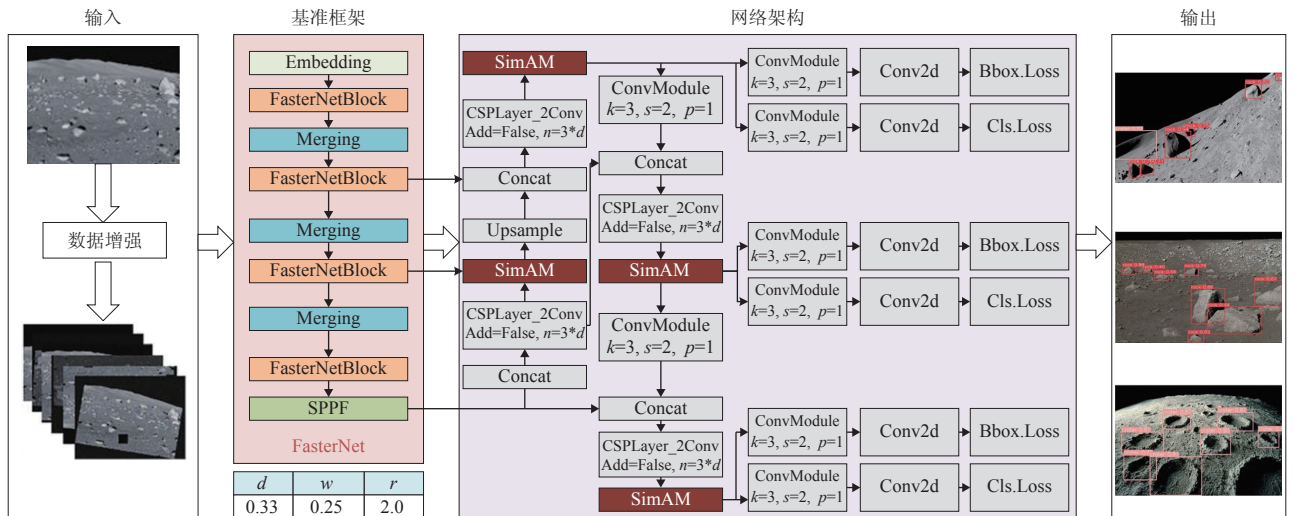 输入
基准框架
网络架构
输出
数据增强
Embedding
FasterNetBlock
Merging
FasterNetBlock
Merging
FasterNetBlock
Merging
FasterNetBlock
SPPF
FasterNet
d w r
0.33 0.25 2.0
SimAM
CSPLayer_2Conv
Add=False, n=3*d
Concat
Upsample
SimAM
CSPLayer_2Conv
Add=False, n=3*d
Concat
ConvModule
k=3, s=2, p=1
Concat
CSPLayer_2Conv
Add=False, n=3*d
SimAM
ConvModule
k=3, s=2, p=1
Concat
CSPLayer_2Conv
Add=False, n=3*d
SimAM
ConvModule
k=3, s=2, p=1
Conv2d
Bbox.Loss
ConvModule
k=3, s=2, p=1
Conv2d
Cls.Loss
ConvModule
k=3, s=2, p=1
Conv2d
Bbox.Loss
ConvModule
k=3, s=2, p=1
Conv2d
Cls.Loss
ConvModule
k=3, s=2, p=1
Conv2d
Bbox.Loss
ConvModule
k=3, s=2, p=1
Conv2d
Cls.Loss